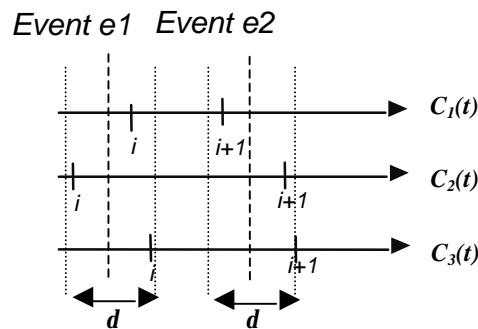 Event e1 Event e2
C1(t)
i i+1
C2(t)
i i+1
C3(t)
i i+1
d d